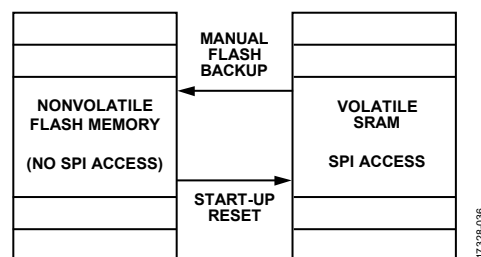 MANUAL
FLASH
BACKUP
NONVOLATILE
FLASH MEMORY
(NO SPI ACCESS)
VOLATILE
SRAM
SPI ACCESS
START-UP
RESET
17328-036